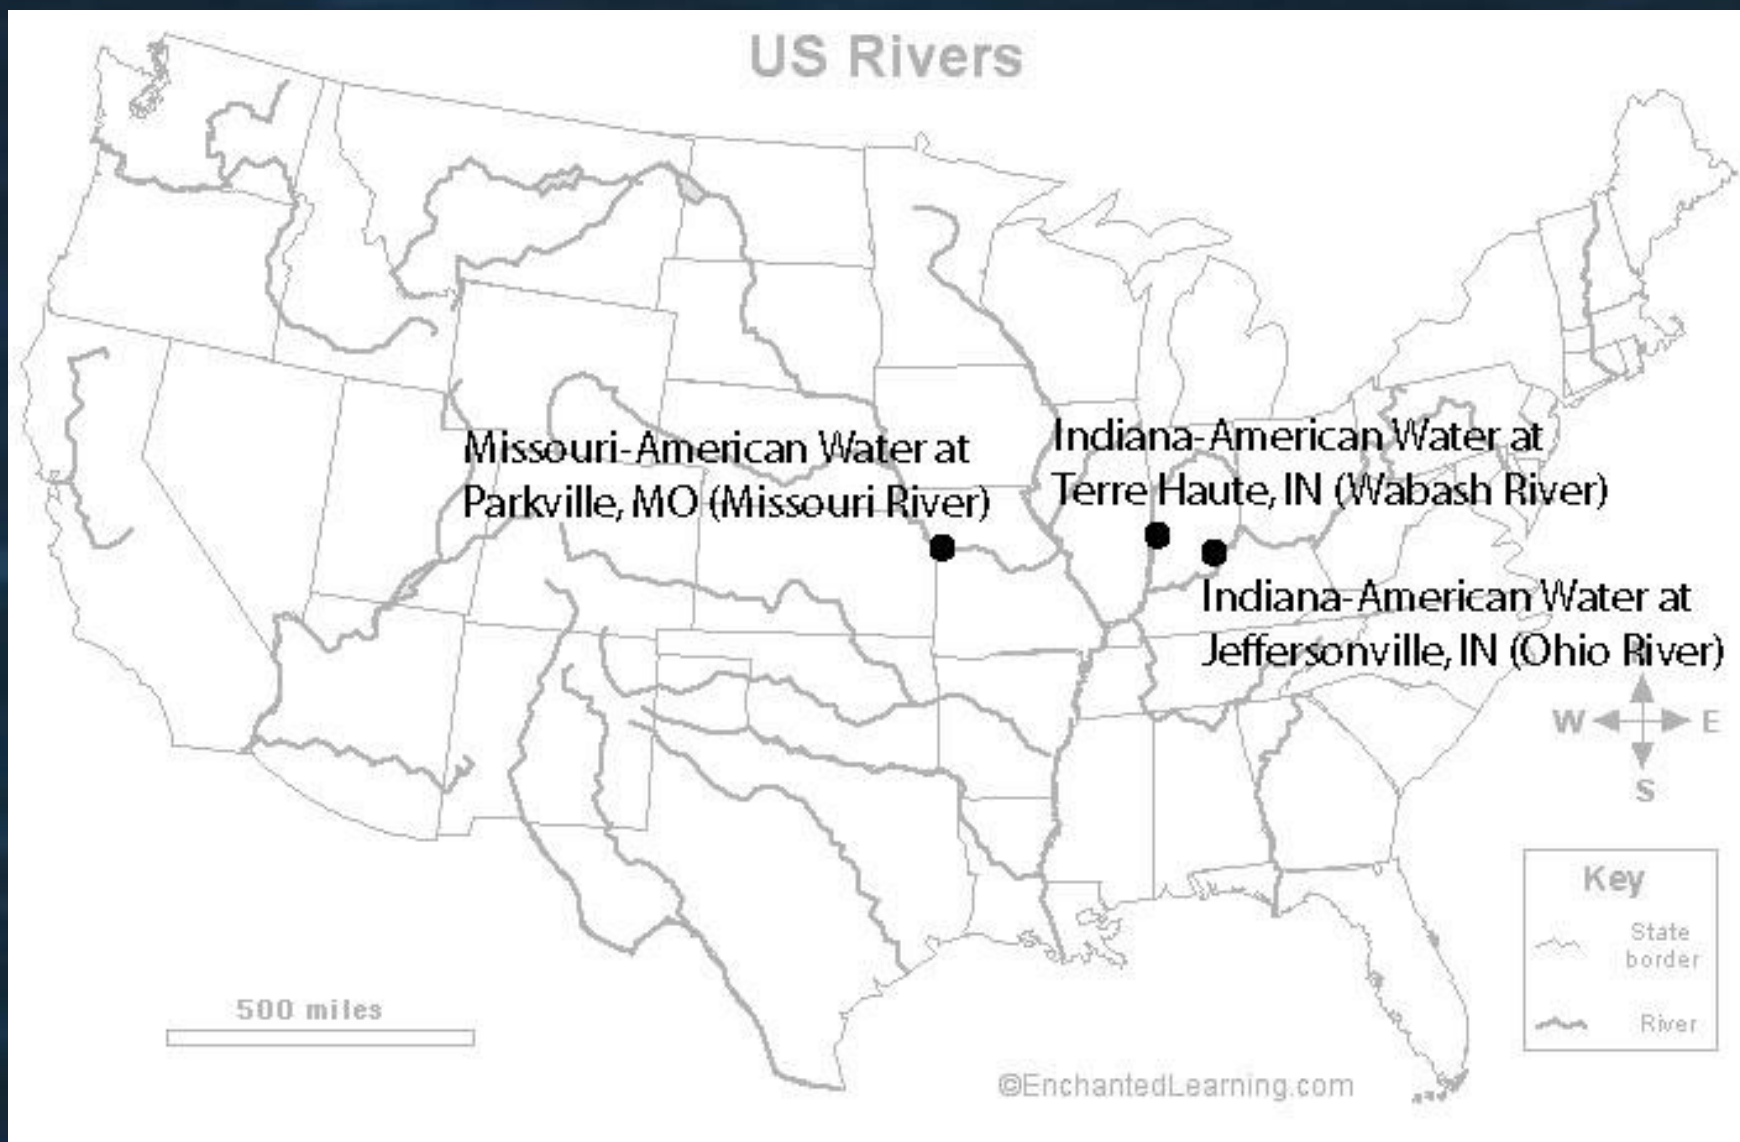 US Rivers
Missouri-American Water at
Parkville, MO (Missouri River)
Indiana-American Water at
Terre Haute, IN (Wabash River)
Indiana-American Water at
Jeffersonville, IN (Ohio River)
W E
S
Key
State
border
River
500 miles
©EnchantedLearning.com